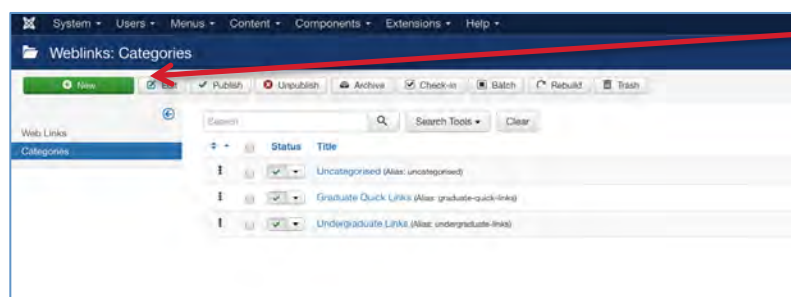 System Users Menus Content Components Extensions Help
Weblinks: Categories
New Edit Publish Unpublish Archive Check-in Batch Rebuild Trash
Search Search Tools Clear
Web Links
Categories
Status Title
Uncategorised (Alias: uncategorised)
Graduate Quick Links (Alias: graduate-quick-links)
Undergraduate Links (Alias: undergraduate-links)